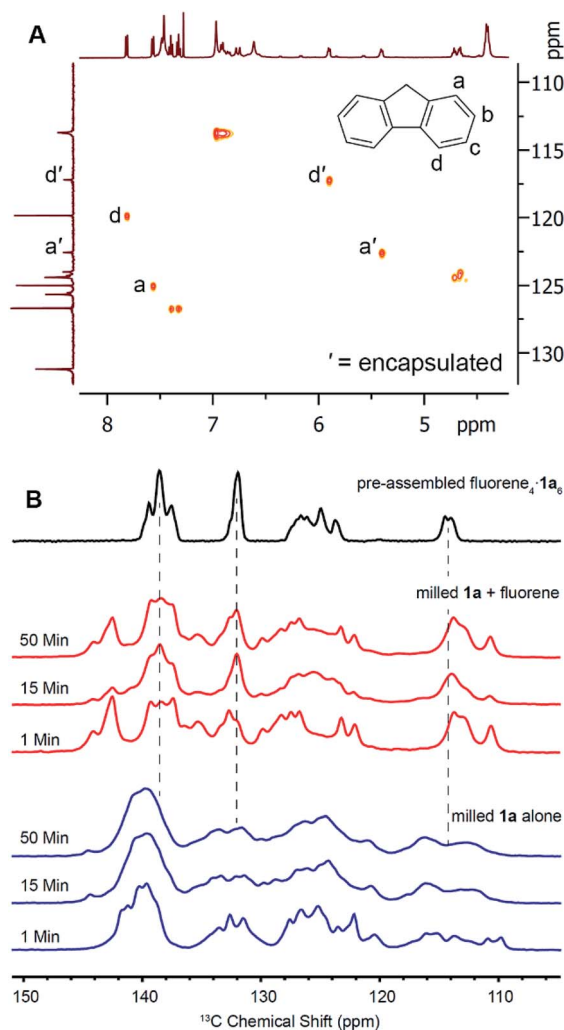 A
ppm
110
115
120
125
130
a
b
c
d
d′
d′
d
a′
a′
a
′ = encapsulated
8
7
6
5
ppm
B
pre-assembled fluorene₄·1a₆
milled 1a + fluorene
50 Min
15 Min
1 Min
milled 1a alone
50 Min
15 Min
1 Min
150
140
130
120
110
¹³C Chemical Shift (ppm)